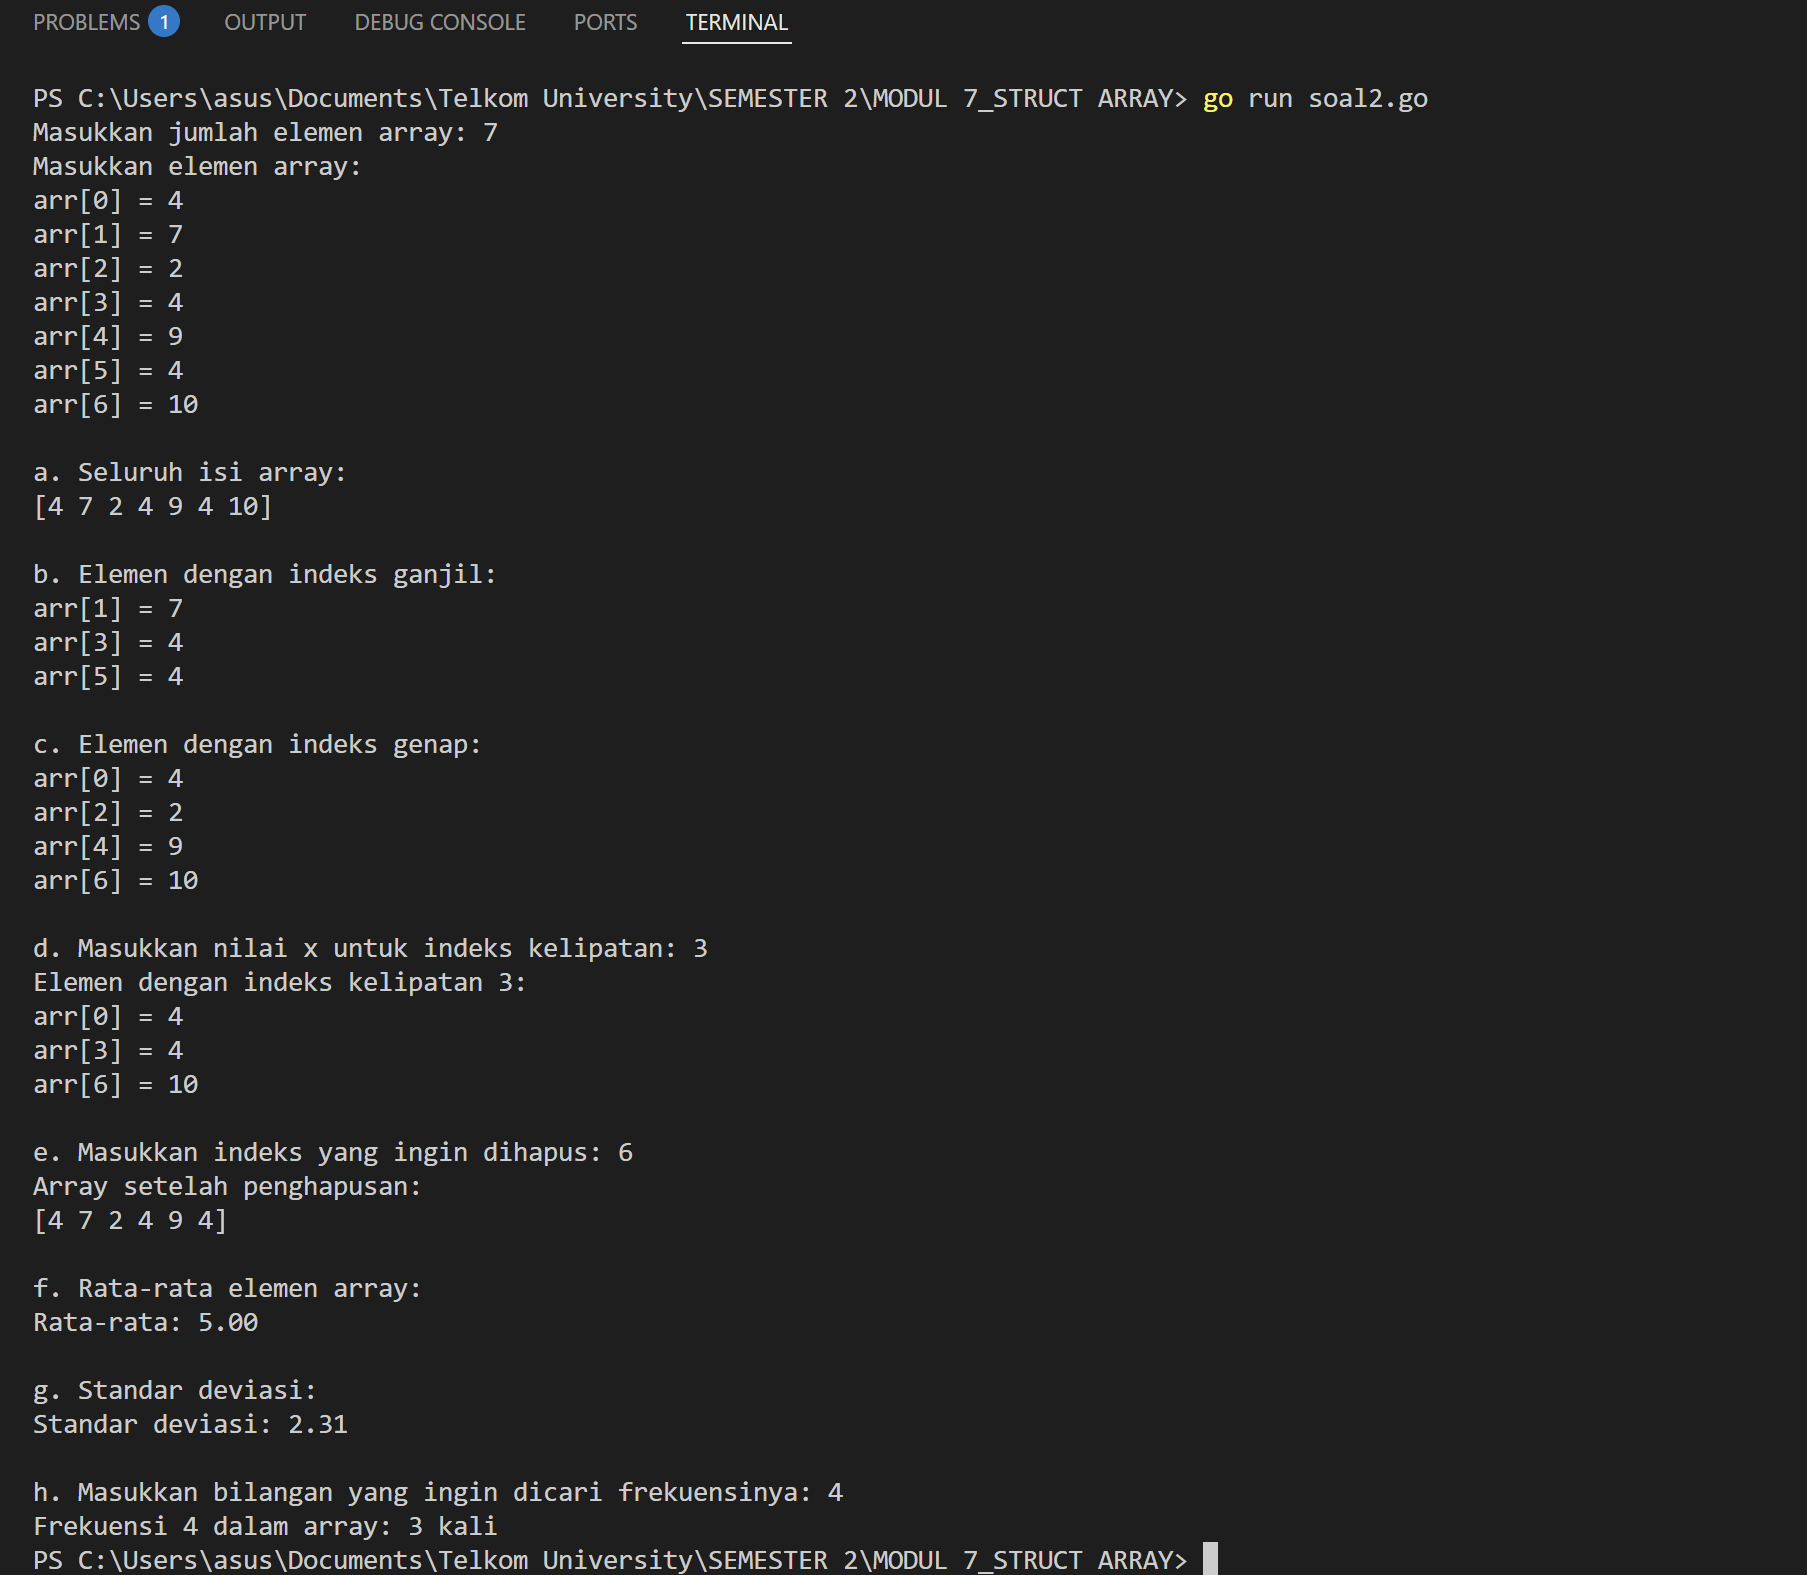 PROBLEMS 1 OUTPUT DEBUG CONSOLE PORTS TERMINAL
PS C:\Users\asus\Documents\Telkom University\SEMESTER 2\MODUL 7_STRUCT ARRAY> go run soal2.go
Masukkan jumlah elemen array: 7
Masukkan elemen array:
arr[0] = 4
arr[1] = 7
arr[2] = 2
arr[3] = 4
arr[4] = 9
arr[5] = 4
arr[6] = 10
a. Seluruh isi array:
[4 7 2 4 9 4 10]
b. Elemen dengan indeks ganjil:
arr[1] = 7
arr[3] = 4
arr[5] = 4
c. Elemen dengan indeks genap:
arr[0] = 4
arr[2] = 2
arr[4] = 9
arr[6] = 10
d. Masukkan nilai x untuk indeks kelipatan: 3
Elemen dengan indeks kelipatan 3:
arr[0] = 4
arr[3] = 4
arr[6] = 10
e. Masukkan indeks yang ingin dihapus: 6
Array setelah penghapusan:
[4 7 2 4 9 4]
f. Rata-rata elemen array:
Rata-rata: 5.00
g. Standar deviasi:
Standar deviasi: 2.31
h. Masukkan bilangan yang ingin dicari frekuensinya: 4
Frekuensi 4 dalam array: 3 kali
PS C:\Users\asus\Documents\Telkom University\SEMESTER 2\MODUL 7_STRUCT ARRAY>